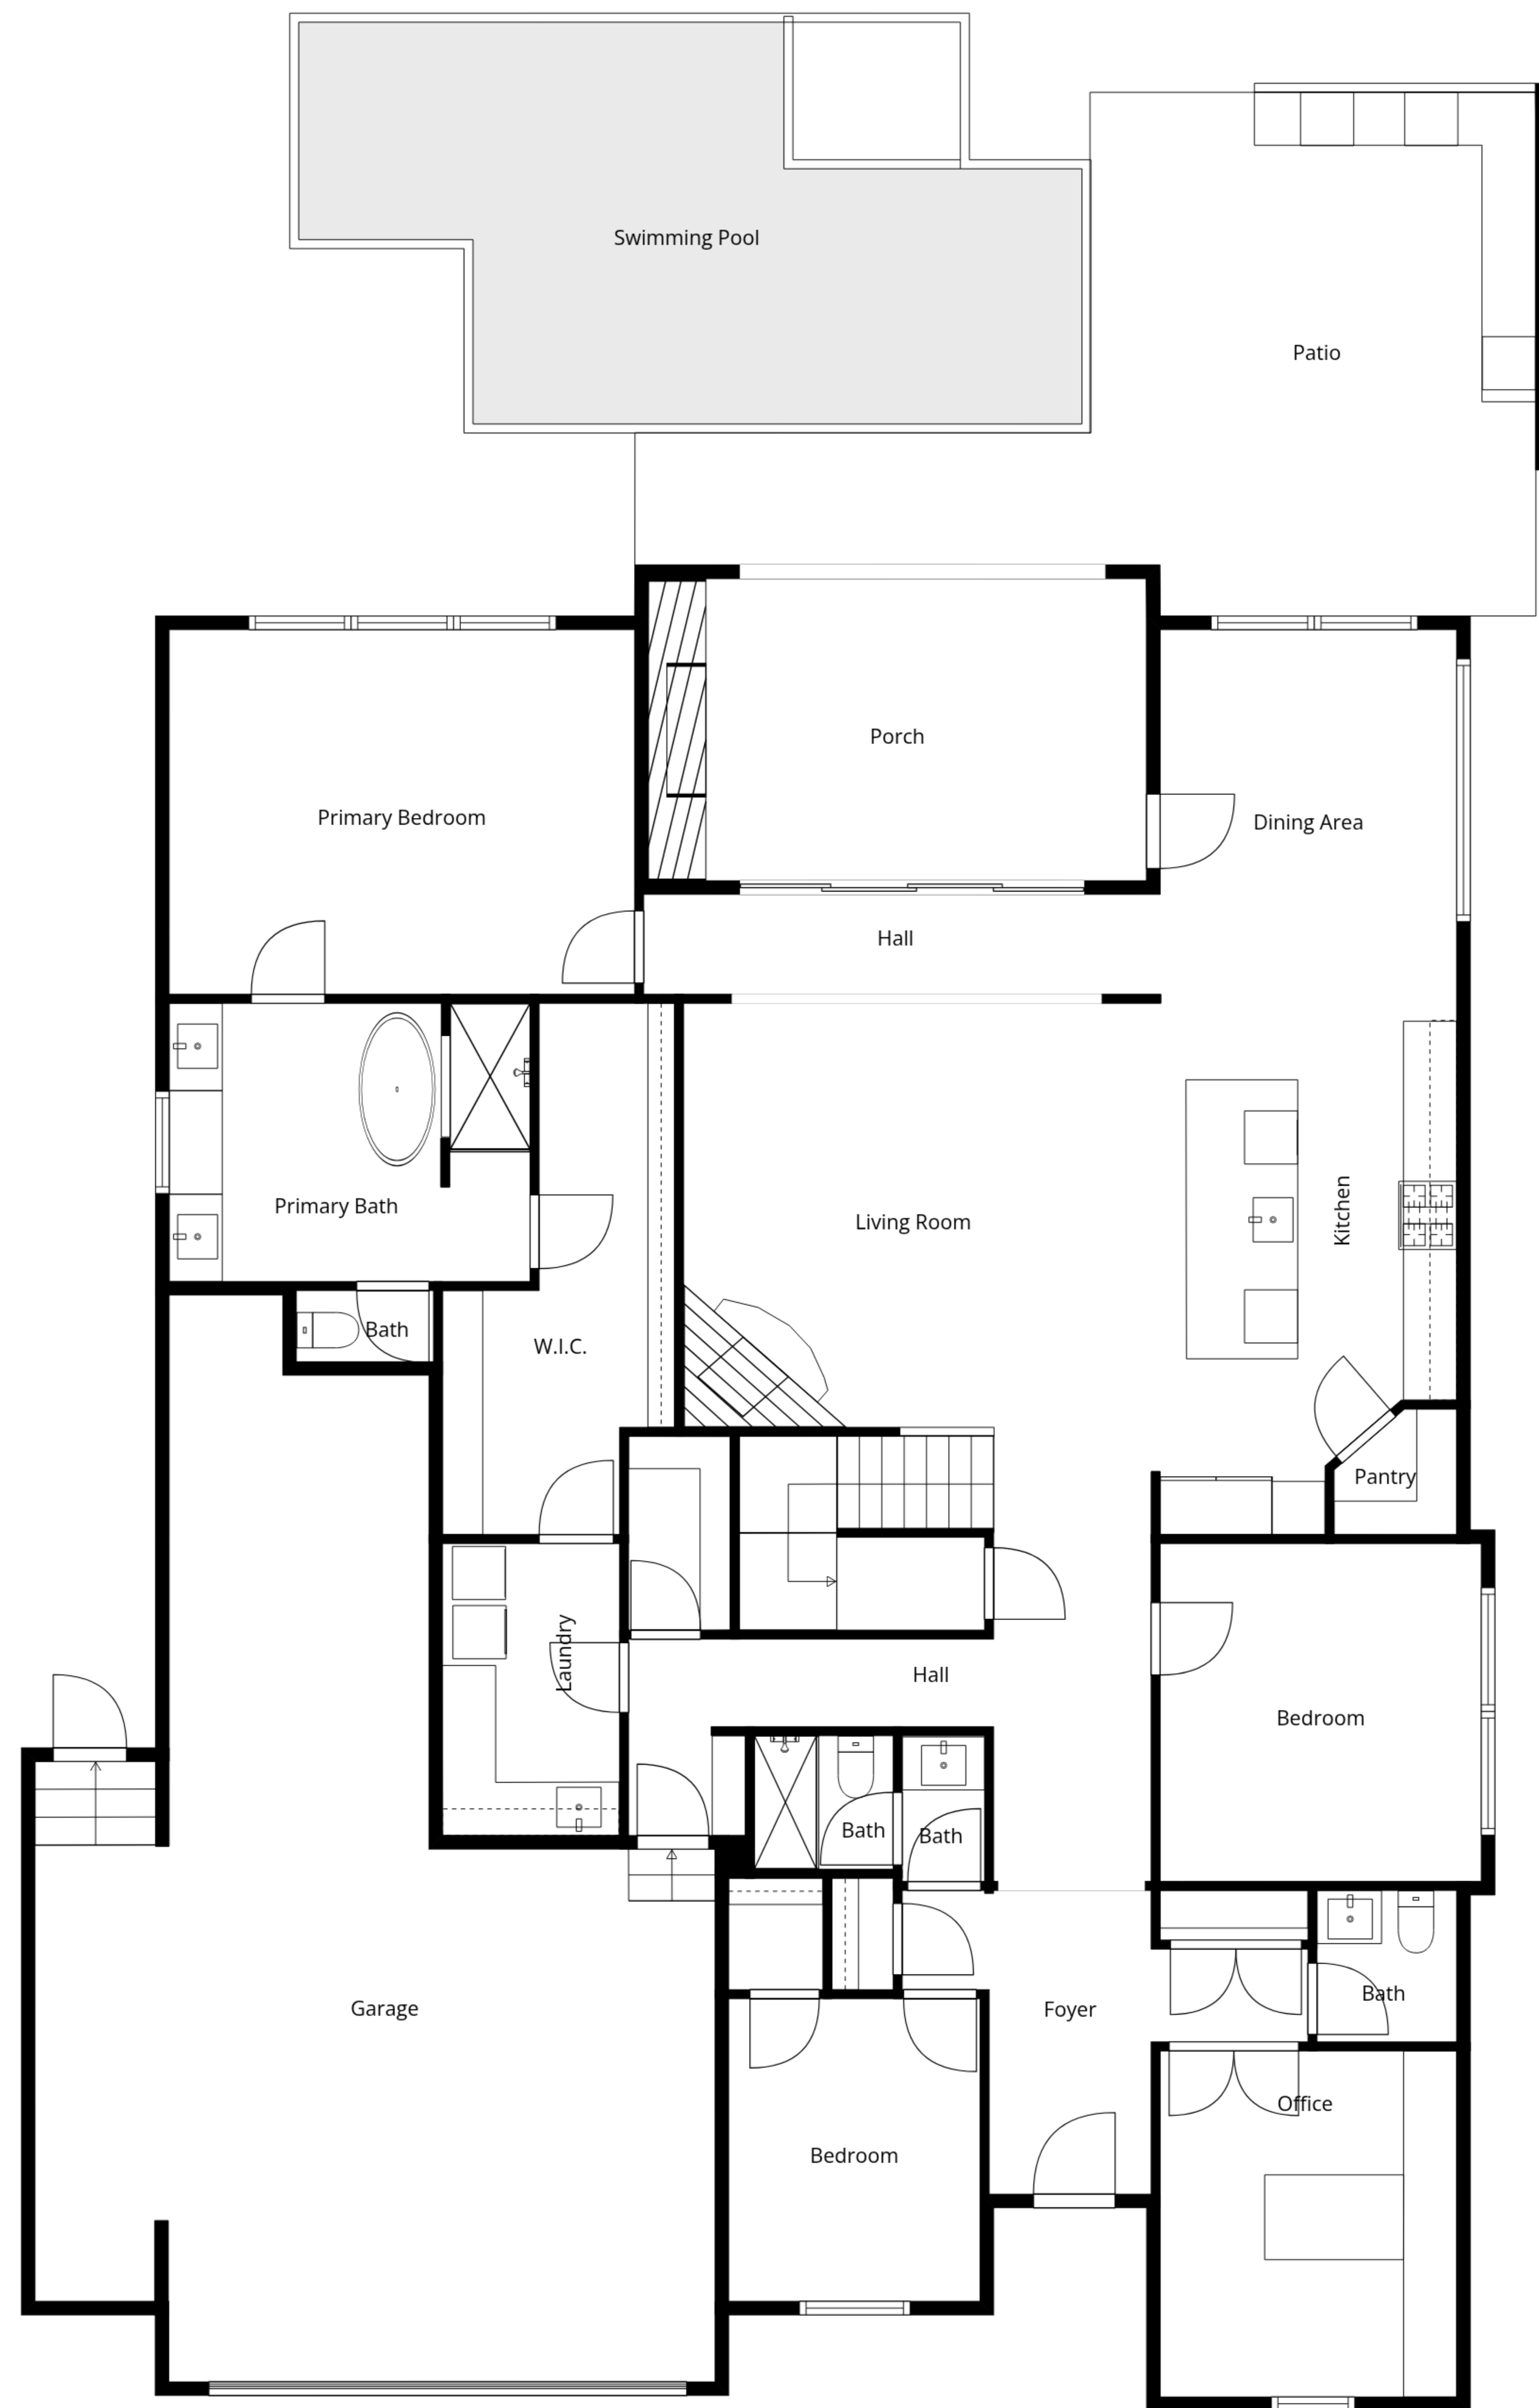 Swimming Pool
Patio
Porch
Primary Bedroom
Dining Area
Hall
Primary Bath
Living Room
Kitchen
Bath
W.I.C.
Pantry
Laundry
Hall
Bedroom
Bath
Bath
Bath
Garage
Foyer
Office
Bedroom